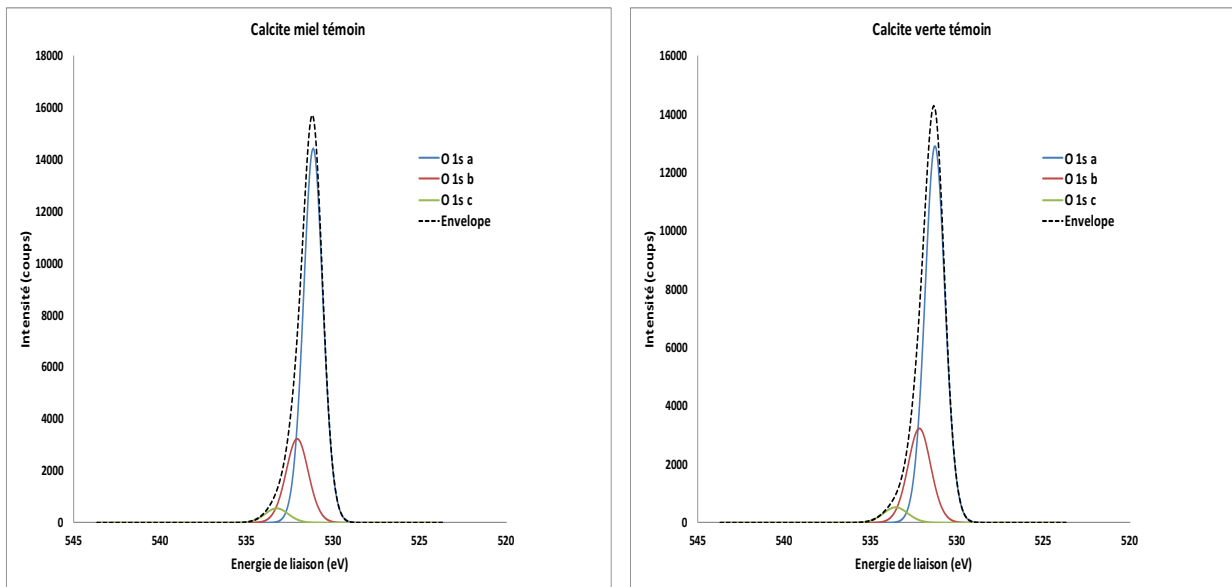 Calcite miel témoin
18000
16000
14000
12000
10000
8000
6000
4000
2000
0
Intensité (coups)
545
540
535
530
525
520
Energie de liaison (eV)
O 1s a
O 1s b
O 1s c
Envelope
Calcite verte témoin
16000
14000
12000
10000
8000
6000
4000
2000
0
Intensité (coups)
545
540
535
530
525
520
Energie de liaison (eV)
O 1s a
O 1s b
O 1s c
Envelope